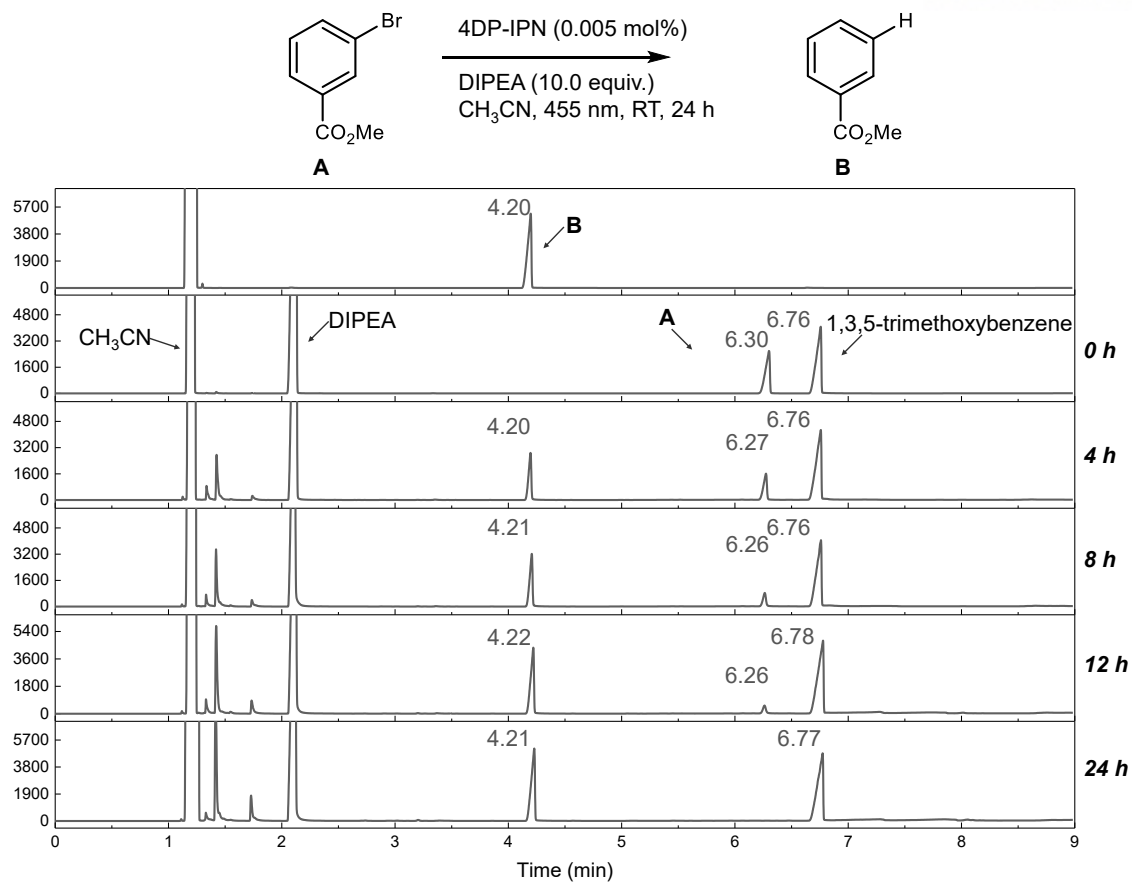 Br
4DP-IPN (0.005 mol%)
H
DIPEA (10.0 equiv.)
CH3CN, 455 nm, RT, 24 h
CO2Me
CO2Me
A
B
5700
3800
1900
0
4.20
B
4800
3200
1600
0
CH3CN
DIPEA
A
6.30
6.76
1,3,5-trimethoxybenzene
0 h
4800
3200
1600
0
4.20
6.27
6.76
4 h
4800
3200
1600
0
4.21
6.26
6.76
8 h
5400
3600
1800
0
4.22
6.26
6.78
12 h
5700
3800
1900
0
4.21
6.77
24 h
0 1 2 3 4 5 6 7 8 9
Time (min)